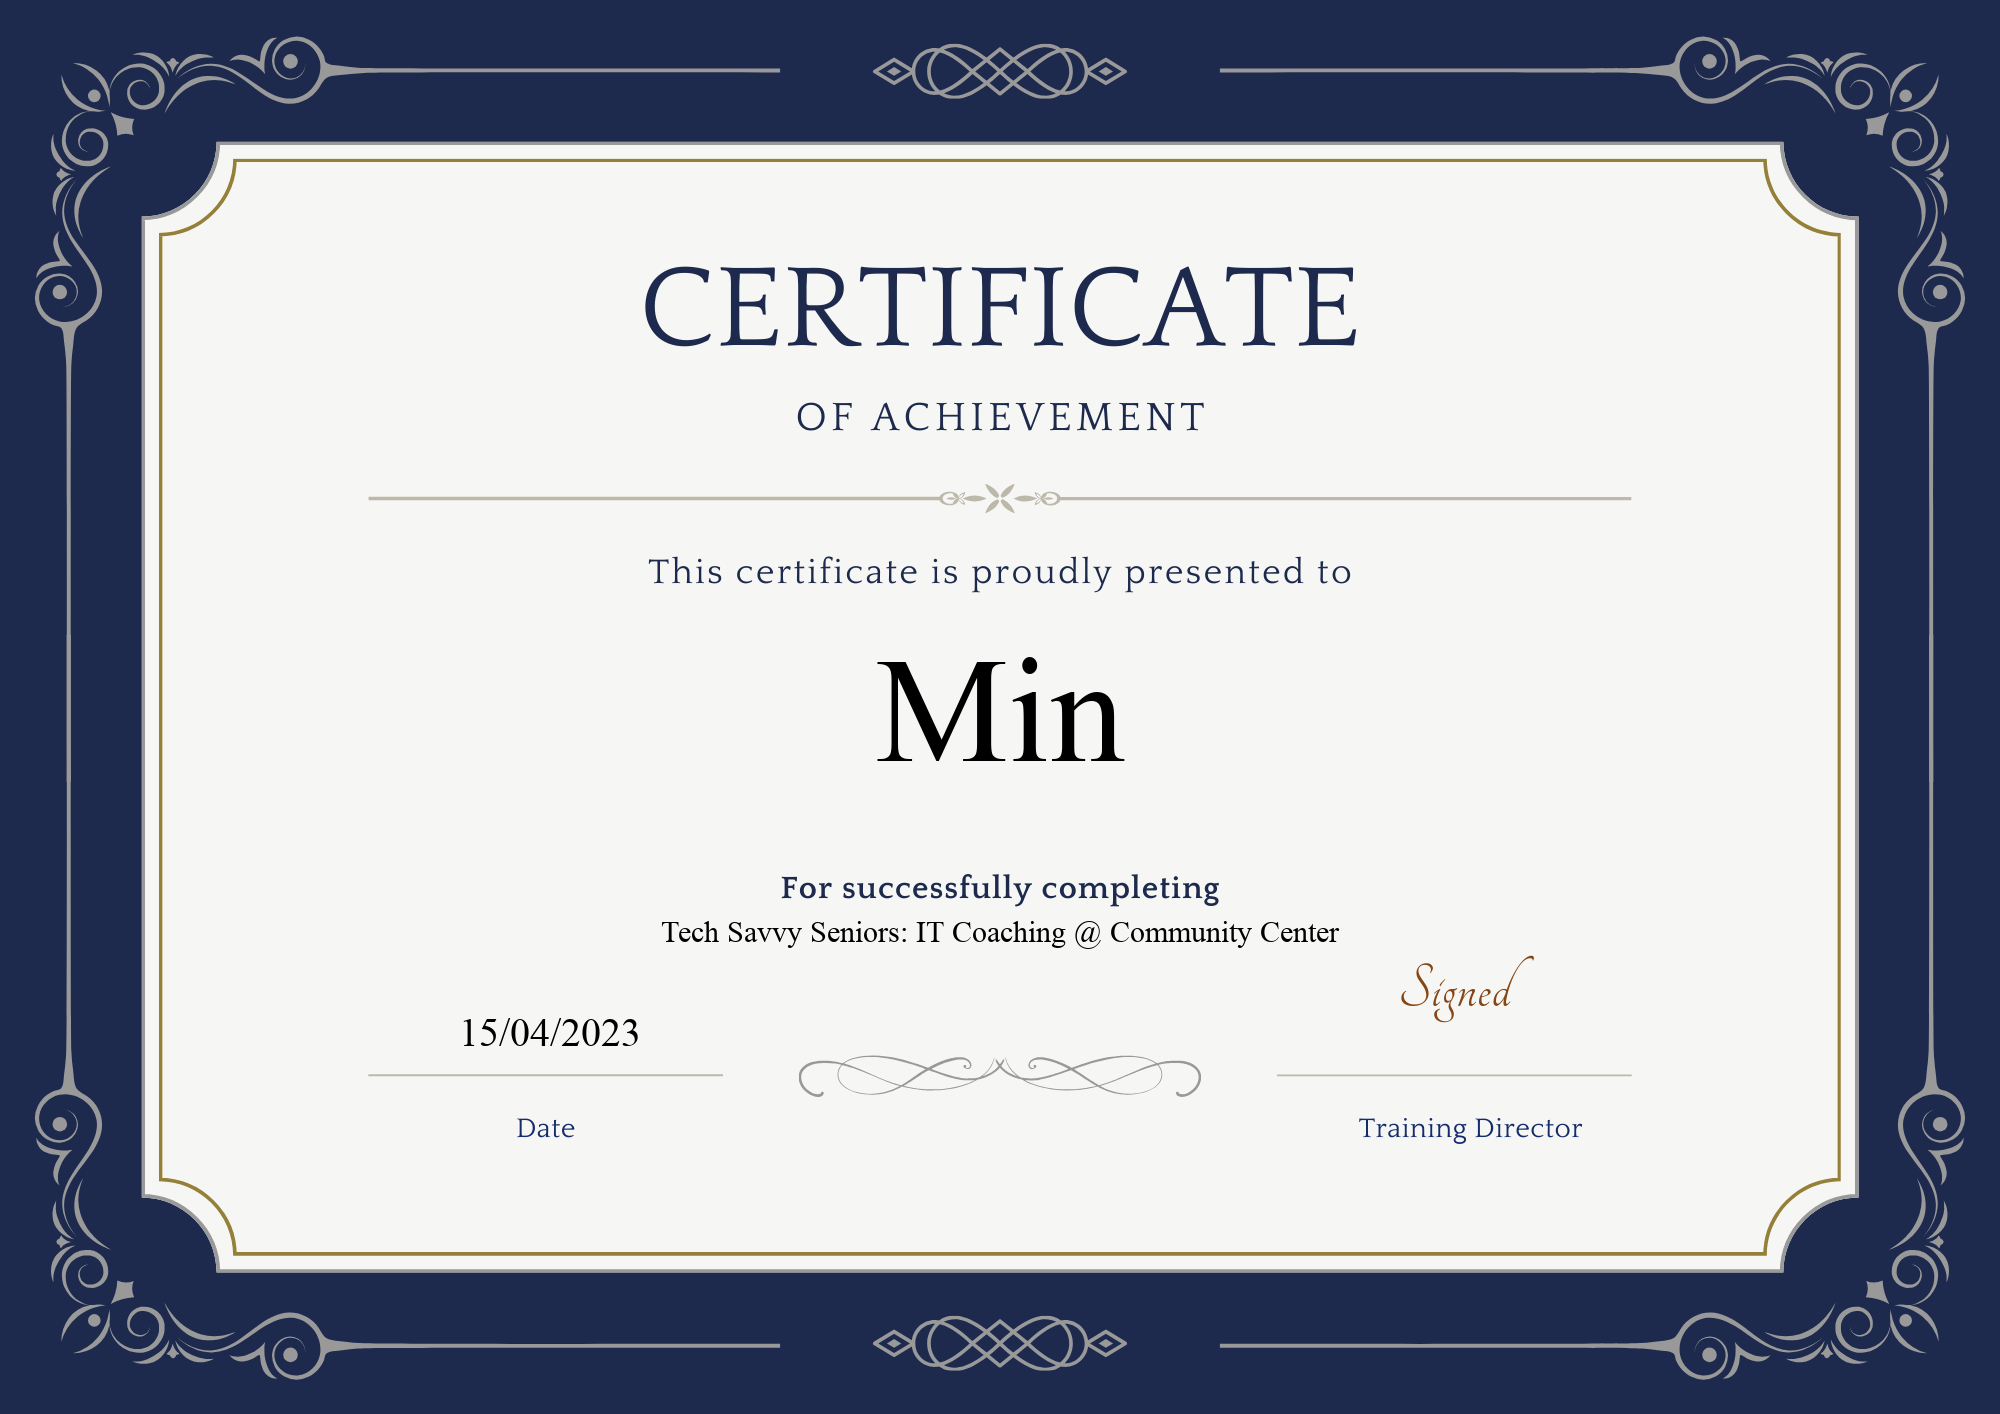 CERTIFICATE
OF ACHIEVEMENT
This certificate is proudly presented to
Min
For successfully completing
Tech Savvy Seniors: IT Coaching @ Community Center
Signed
15/04/2023
Date
Training Director